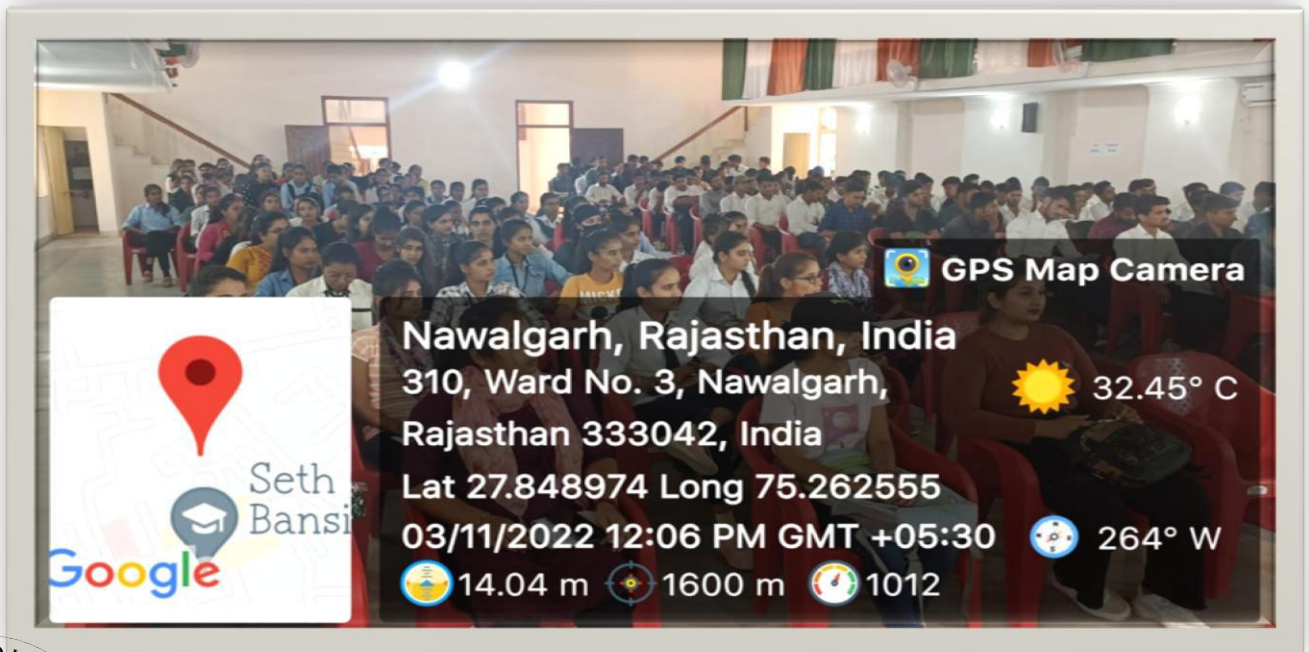 GPS Map Camera
Nawalgarh, Rajasthan, India
310, Ward No. 3, Nawalgarh,
Rajasthan 333042, India
Lat 27.848974 Long 75.262555
03/11/2022 12:06 PM GMT +05:30
14.04 m 1600 m 1012
32.45° C
264° W
Seth
Bansi
Google